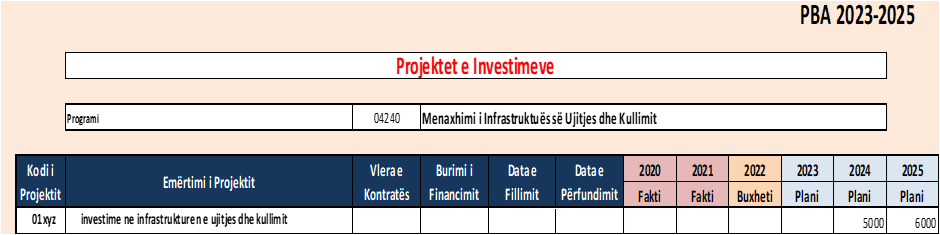 PBA 2023-2025
Projektet e Investimeve
Programi 04240 Menaxhimi i Infrastruktuës së Ujitjes dhe Kullimit
Kodi i Projektit Emërtimi i Projektit Vlera e Kontratës Burimi i Financimit Data e Fillimit Data e Përfundimit 2020 Fakti 2021 Fakti 2022 Buxheti 2023 Plani 2024 Plani 2025 Plani
01xyz investime ne infrastrukturen e ujitjes dhe kullimit 5000 6000